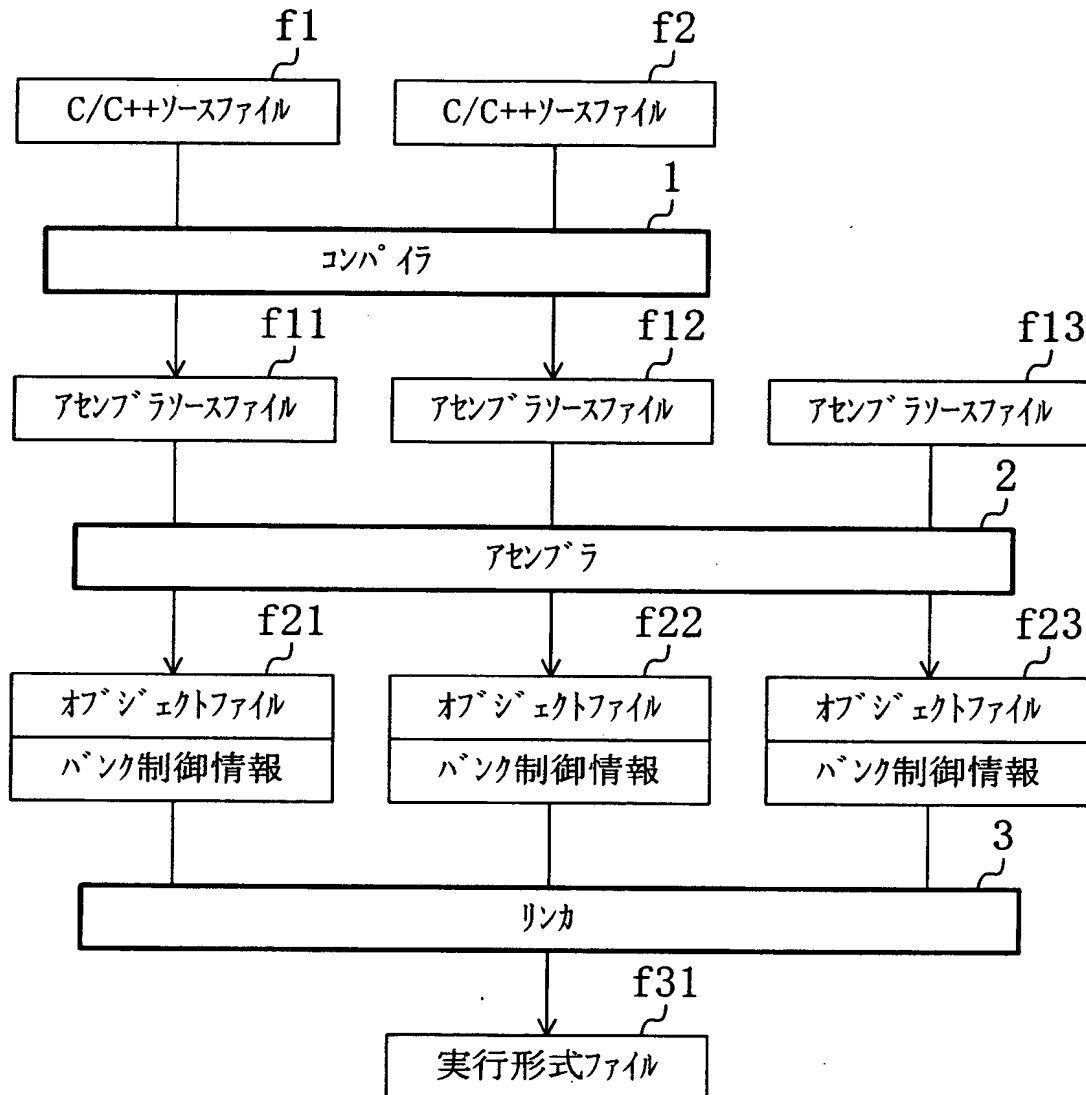 f1
f2
C/C++ソースファイル
C/C++ソースファイル
1
コンパイラ
f11
f12
f13
アセンブラソースファイル
アセンブラソースファイル
アセンブラソースファイル
2
アセンブラ
f21
f22
f23
オブジェクトファイル
オブジェクトファイル
オブジェクトファイル
バンク制御情報
バンク制御情報
バンク制御情報
3
リンカ
f31
実行形式ファイル